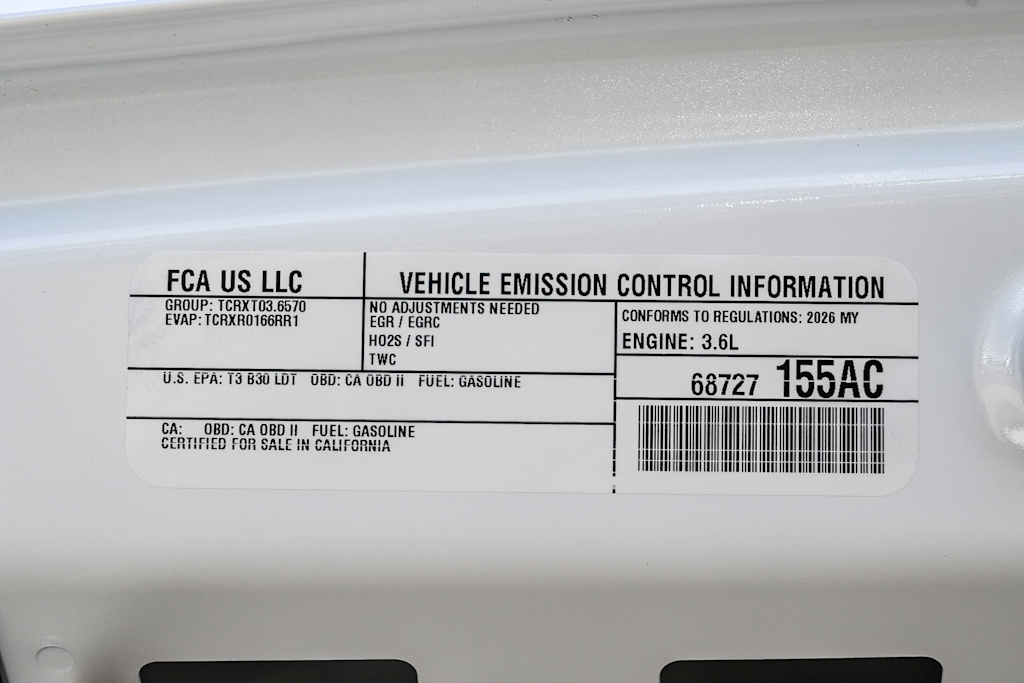 FCA US LLC
VEHICLE EMISSION CONTROL INFORMATION
GROUP: TCRXT03.6570
EVAP: TCRXR0166RR1
NO ADJUSTMENTS NEEDED
EGR / EGRC
HO2S / SFI
TWC
CONFORMS TO REGULATIONS: 2026 MY
ENGINE: 3.6L
68727 155AC
U.S. EPA: T3 B30 LDT OBD: CA OBD II FUEL: GASOLINE
CA: OBD: CA OBD II FUEL: GASOLINE
CERTIFIED FOR SALE IN CALIFORNIA